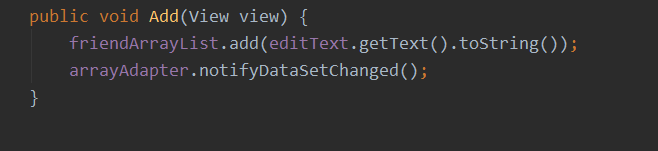 public void Add(View view) {
friendArrayList.add(editText.getText().toString());
arrayAdapter.notifyDataSetChanged();
}